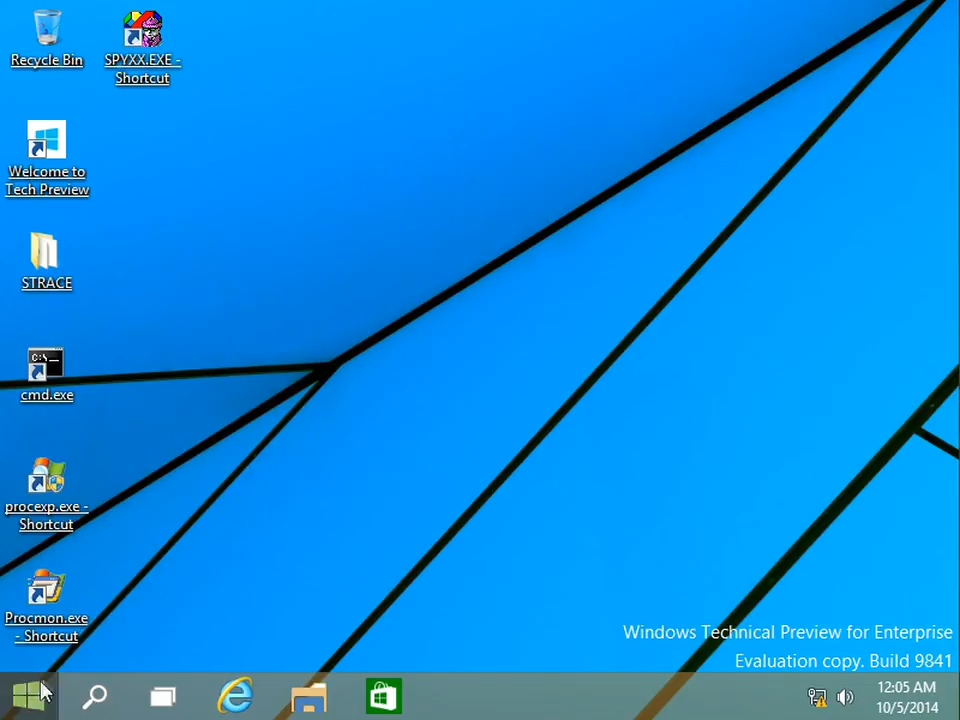 Recycle Bin
SPYXX.EXE -
Shortcut
Welcome to
Tech Preview
STRACE
C:\_
cmd.exe
procexp.exe -
Shortcut
Procmon.exe
- Shortcut
Windows Technical Preview for Enterprise
Evaluation copy. Build 9841
12:05 AM
10/5/2014